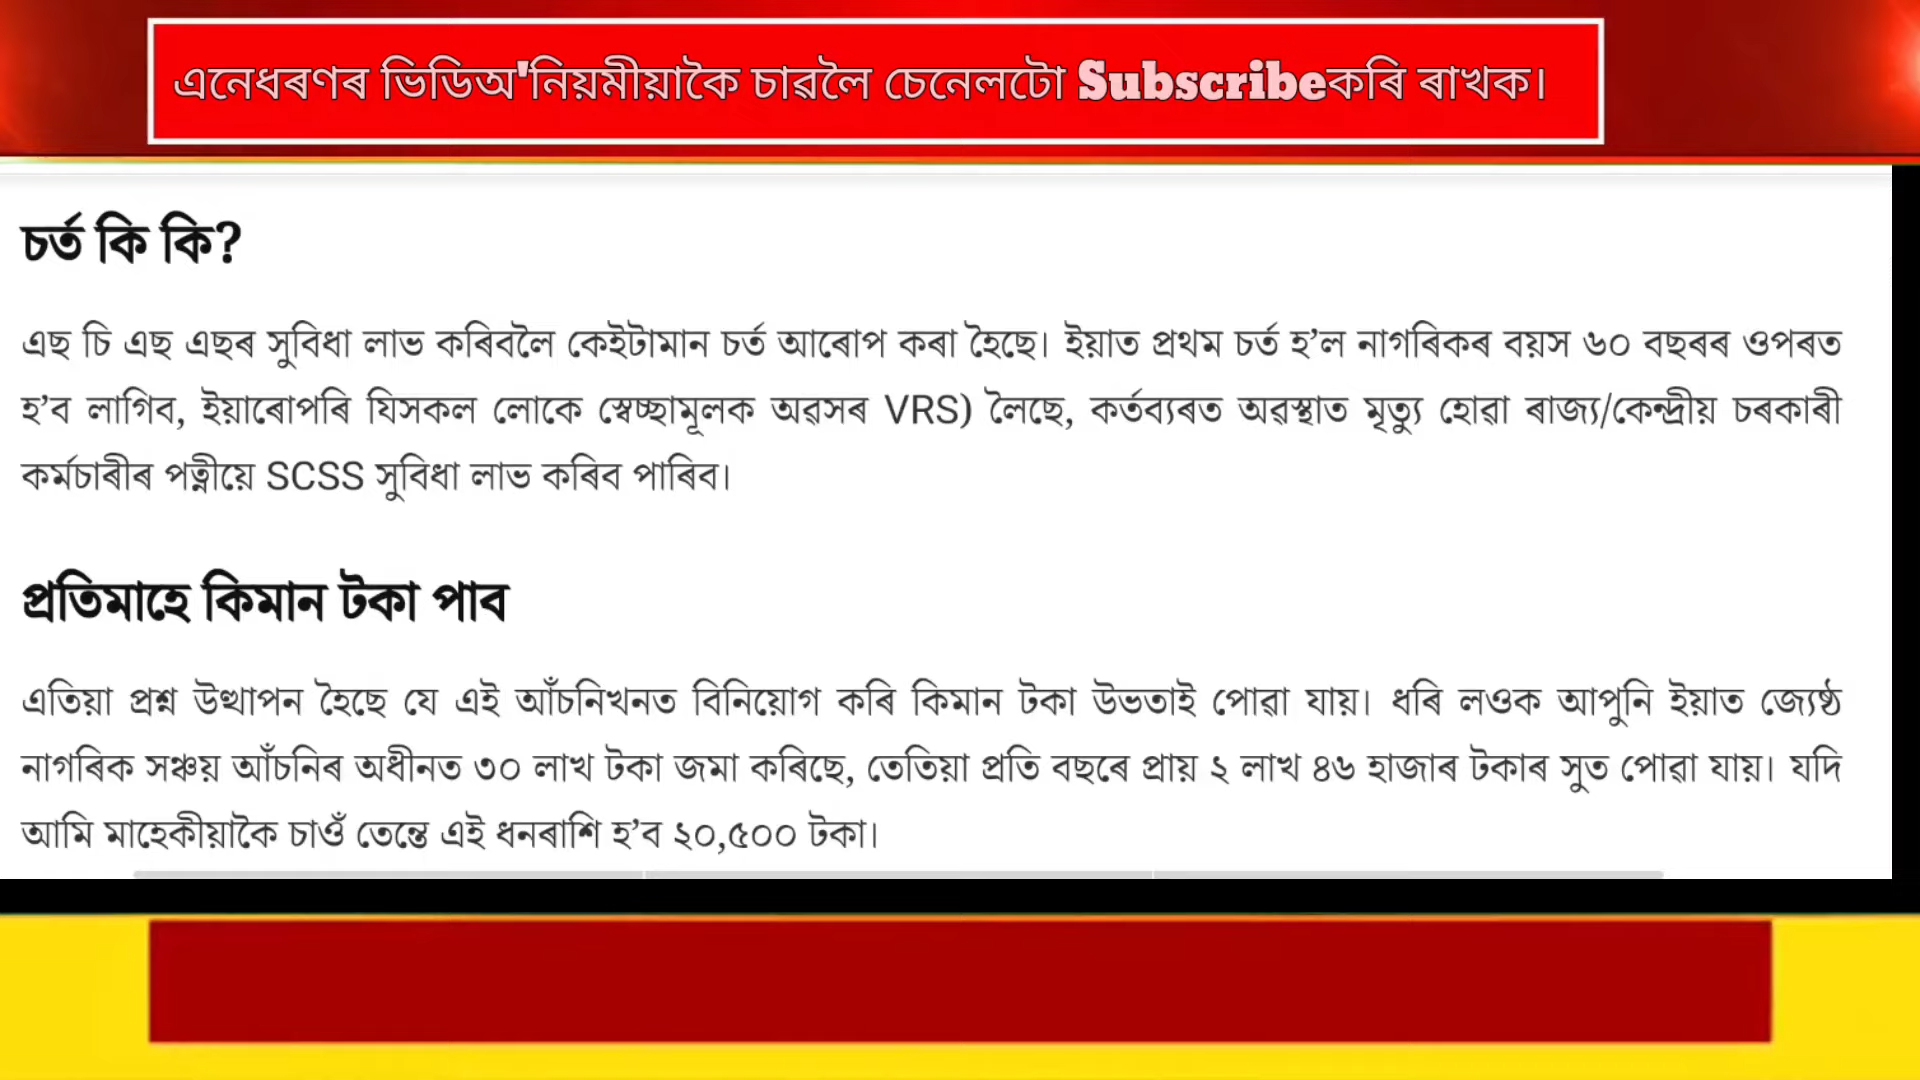 এনেধৰণৰ ভিডিঅ'নিয়মীয়াকৈ চাৱলৈ চেনেলটো Subscribeকৰি ৰাখক।
চৰ্ত কি কি?
এছ চি এছ এছৰ সুবিধা লাভ কৰিবলৈ কেইটামান চৰ্ত আৰোপ কৰা হৈছে। ইয়াত প্ৰথম চৰ্ত হ’ল নাগৰিকৰ বয়স ৬০ বছৰৰ ওপৰত
হ’ব লাগিব, ইয়াৰোপৰি যিসকল লোকে স্বেচ্ছামূলক অৱসৰ VRS) লৈছে, কৰ্তব্যৰত অৱস্থাত মৃত্যু হোৱা ৰাজ্য/কেন্দ্ৰীয় চৰকাৰী
কৰ্মচাৰীৰ পত্নীয়ে SCSS সুবিধা লাভ কৰিব পাৰিব।
প্ৰতিমাহে কিমান টকা পাব
এতিয়া প্ৰশ্ন উত্থাপন হৈছে যে এই আঁচনিখনত বিনিয়োগ কৰি কিমান টকা উভতাই পোৱা যায়। ধৰি লওক আপুনি ইয়াত জ্যেষ্ঠ
নাগৰিক সঞ্চয় আঁচনিৰ অধীনত ৩০ লাখ টকা জমা কৰিছে, তেতিয়া প্ৰতি বছৰে প্ৰায় ২ লাখ ৪৬ হাজাৰ টকাৰ সুত পোৱা যায়। যদি
আমি মাহেকীয়াকৈ চাওঁ তেন্তে এই ধনৰাশি হ’ব ২০,৫০০ টকা।